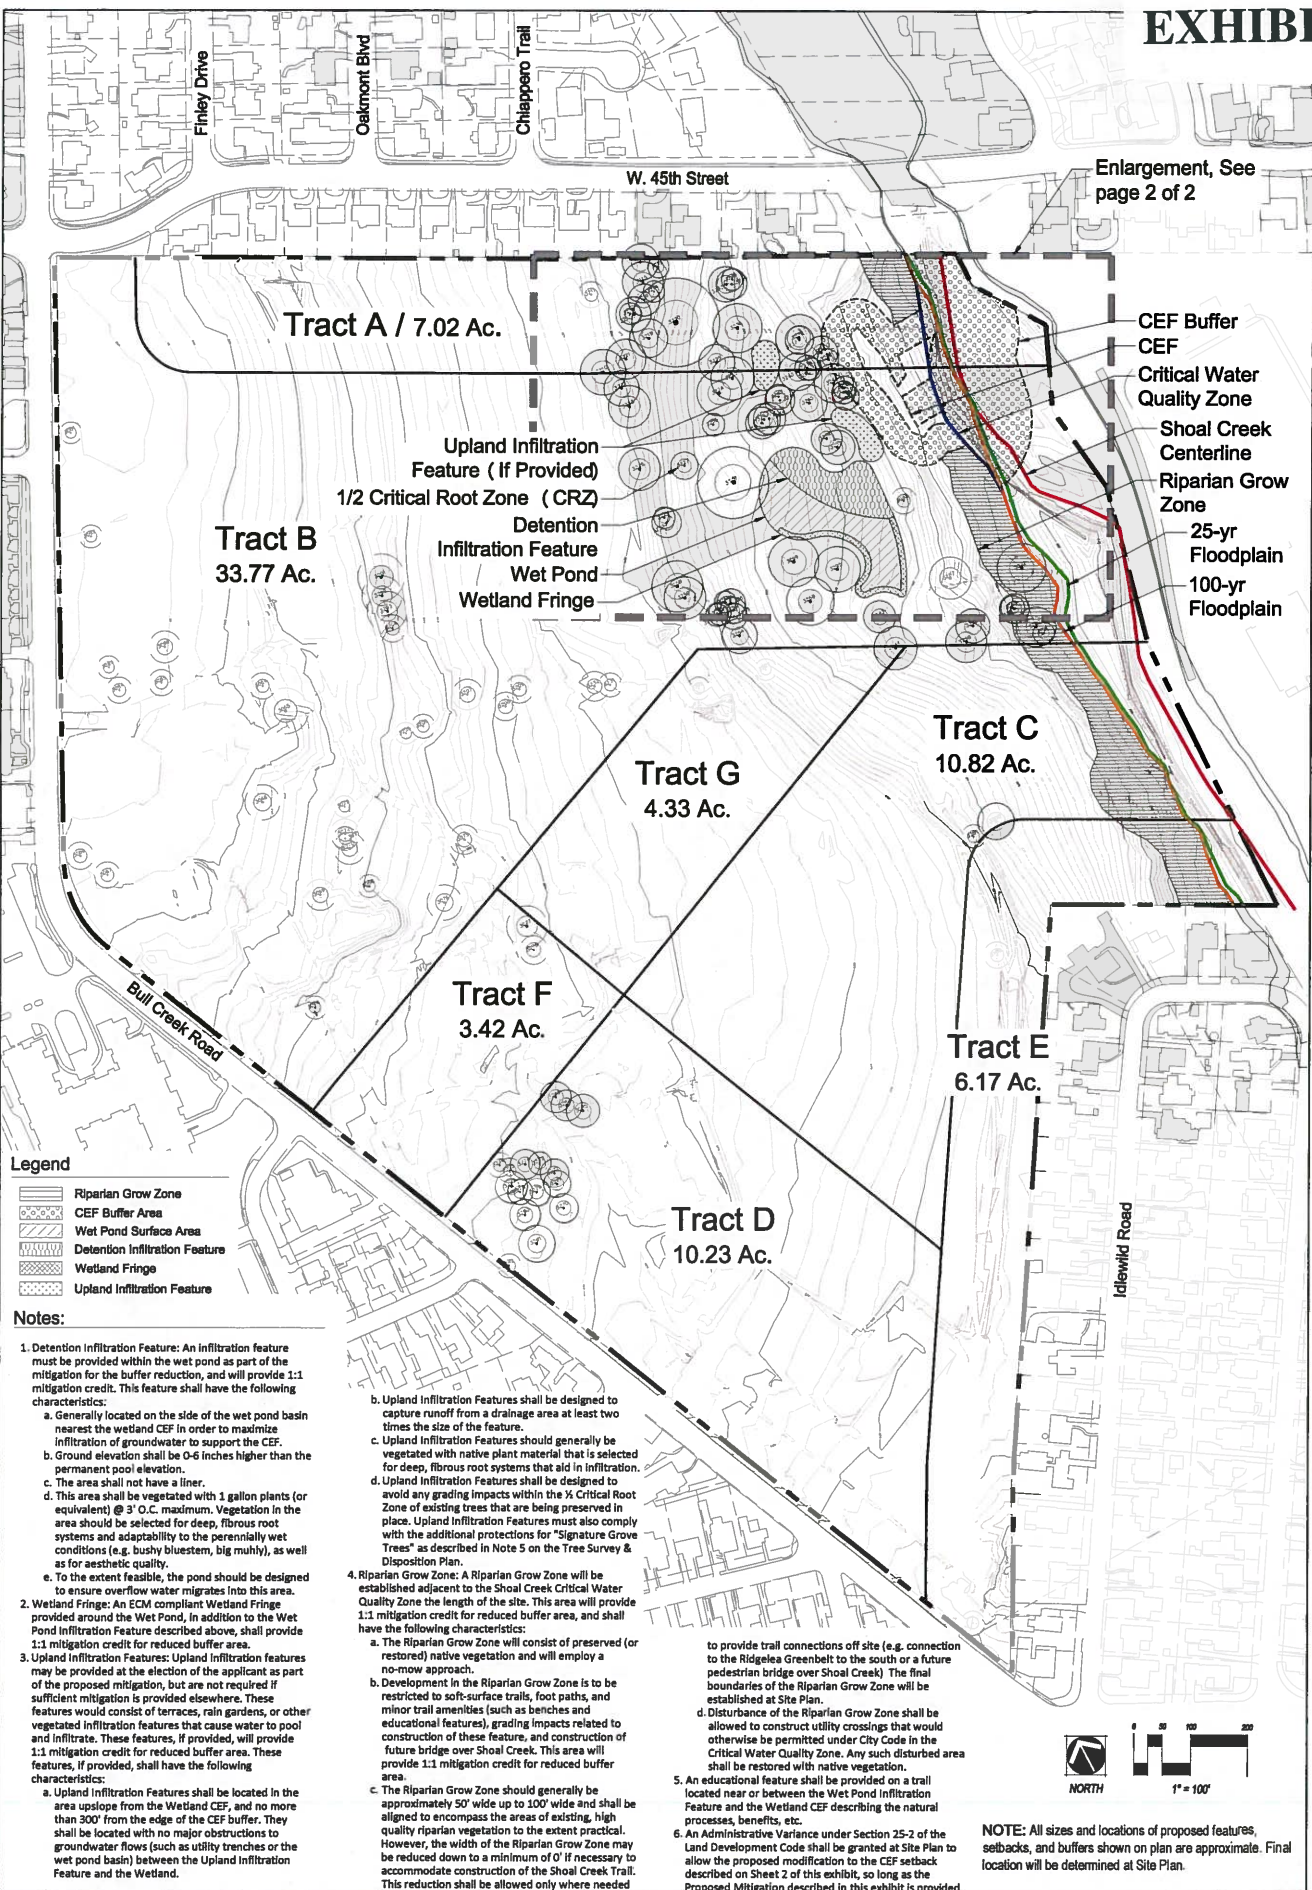 EXHIBI
Finley Drive
Oakmont Blvd
Chiappero Trail
W. 45th Street
Enlargement, See
page 2 of 2
Tract A / 7.02 Ac.
CEF Buffer
CEF
Critical Water
Quality Zone
Shoal Creek
Centerline
Riparian Grow
Zone
25-yr
Floodplain
100-yr
Floodplain
Upland Infiltration
Feature ( If Provided)
1/2 Critical Root Zone ( CRZ)
Detention
Infiltration Feature
Wet Pond
Wetland Fringe
Tract B
33.77 Ac.
Tract C
10.82 Ac.
Tract G
4.33 Ac.
Tract F
3.42 Ac.
Tract E
6.17 Ac.
Tract D
10.23 Ac.
Bull Creek Road
Idlewild Road
Legend
Riparian Grow Zone
CEF Buffer Area
Wet Pond Surface Area
Detention Infiltration Feature
Wetland Fringe
Upland Infiltration Feature
Notes:
1. Detention Infiltration Feature: An infiltration feature
must be provided within the wet pond as part of the
mitigation for the buffer reduction, and will provide 1:1
mitigation credit. This feature shall have the following
characteristics:
a. Generally located on the side of the wet pond basin
nearest the wetland CEF in order to maximize
infiltration of groundwater to support the CEF.
b. Ground elevation shall be 0-6 inches higher than the
permanent pool elevation.
c. The area shall not have a liner.
d. This area shall be vegetated with 1 gallon plants (or
equivalent) @ 3' O.C. maximum. Vegetation in the
area should be selected for deep, fibrous root
systems and adaptability to the perennially wet
conditions (e.g. bushy bluestem, big muhly), as well
as for aesthetic quality.
e. To the extent feasible, the pond should be designed
to ensure overflow water migrates into this area.
2. Wetland Fringe: An ECM compliant Wetland Fringe
provided around the Wet Pond, in addition to the Wet
Pond Infiltration Feature described above, shall provide
1:1 mitigation credit for reduced buffer area.
3. Upland Infiltration Features: Upland Infiltration features
may be provided at the election of the applicant as part
of the proposed mitigation, but are not required if
sufficient mitigation is provided elsewhere. These
features would consist of terraces, rain gardens, or other
vegetated infiltration features that cause water to pool
and infiltrate. These features, if provided, will provide
1:1 mitigation credit for reduced buffer area. These
features, if provided, shall have the following
characteristics:
a. Upland Infiltration Features shall be located in the
area upslope from the Wetland CEF, and no more
than 300' from the edge of the CEF buffer. They
shall be located with no major obstructions to
groundwater flows (such as utility trenches or the
wet pond basin) between the Upland Infiltration
Feature and the Wetland.
b. Upland Infiltration Features shall be designed to
capture runoff from a drainage area at least two
times the size of the feature.
c. Upland Infiltration Features should generally be
vegetated with native plant material that is selected
for deep, fibrous root systems that aid in infiltration.
d. Upland Infiltration Features shall be designed to
avoid any grading impacts within the ½ Critical Root
Zone of existing trees that are being preserved in
place. Upland Infiltration Features must also comply
with the additional protections for "Signature Grove
Trees" as described in Note 5 on the Tree Survey &
Disposition Plan.
4. Riparian Grow Zone: A Riparian Grow Zone will be
established adjacent to the Shoal Creek Critical Water
Quality Zone the length of the site. This area will provide
1:1 mitigation credit for reduced buffer area, and shall
have the following characteristics:
a. The Riparian Grow Zone will consist of preserved (or
restored) native vegetation and will employ a
no-mow approach.
b. Development in the Riparian Grow Zone is to be
restricted to soft-surface trails, foot paths, and
minor trail amenities (such as benches and
educational features), grading impacts related to
construction of these feature, and construction of
future bridge over Shoal Creek. This area will
provide 1:1 mitigation credit for reduced buffer
area.
c. The Riparian Grow Zone should generally be
approximately 50' wide up to 100' wide and shall be
aligned to encompass the areas of existing, high
quality riparian vegetation to the extent practical.
However, the width of the Riparian Grow Zone may
be reduced down to a minimum of 0' if necessary to
accommodate construction of the Shoal Creek Trail.
This reduction shall be allowed only where needed
to provide trail connections off site (e.g. connection
to the Ridgelea Greenbelt to the south or a future
pedestrian bridge over Shoal Creek) The final
boundaries of the Riparian Grow Zone will be
established at Site Plan.
d. Disturbance of the Riparian Grow Zone shall be
allowed to construct utility crossings that would
otherwise be permitted under City Code in the
Critical Water Quality Zone. Any such disturbed area
shall be restored with native vegetation.
5. An educational feature shall be provided on a trail
located near or between the Wet Pond Infiltration
Feature and the Wetland CEF describing the natural
processes, benefits, etc.
6. An Administrative Variance under Section 25-2 of the
Land Development Code shall be granted at Site Plan to
allow the proposed modification to the CEF setback
described on Sheet 2 of this exhibit, so long as the
Proposed Mitigation described in this exhibit is provided
NORTH
0 50 100 200
1" = 100'
NOTE: All sizes and locations of proposed features,
setbacks, and buffers shown on plan are approximate. Final
location will be determined at Site Plan.